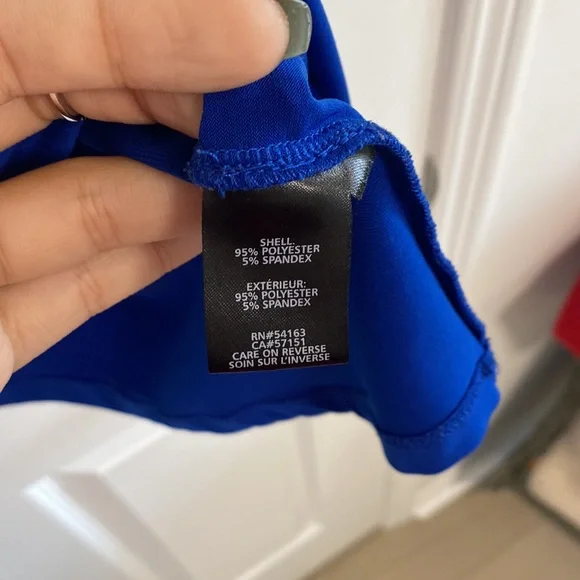 SHELL:
95% POLYESTER
5% SPANDEX
EXTÉRIEUR:
95% POLYESTER
5% SPANDEX
RN#54163
CA#57151
CARE ON REVERSE
SOIN SUR L'INVERSE